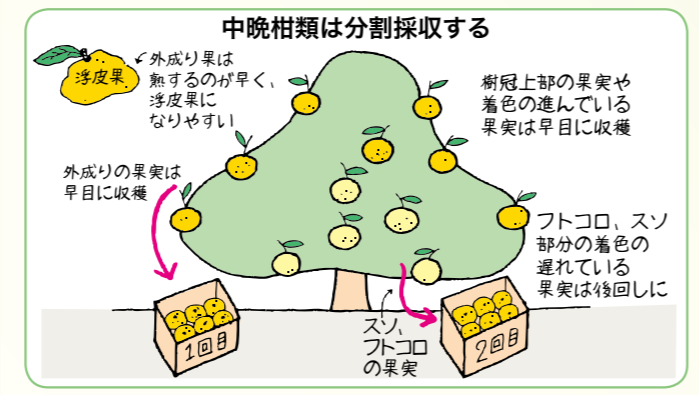 中晩柑類は分割採収する
浮皮果
外成り果は
熟するのが早く、
浮皮果に
なりやすい
樹冠上部の果実や
着色の進んでいる
果実は早目に収穫
外成りの果実は
早目に収穫
フトコロ、スソ
部分の着色の
遅れている
果実は後回しに
スソ、
フトコロ
の果実
1回目
2回目